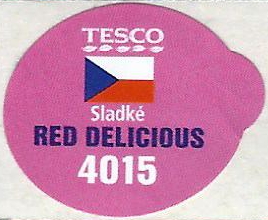 TESCO
Sladké
RED DELICIOUS
4015